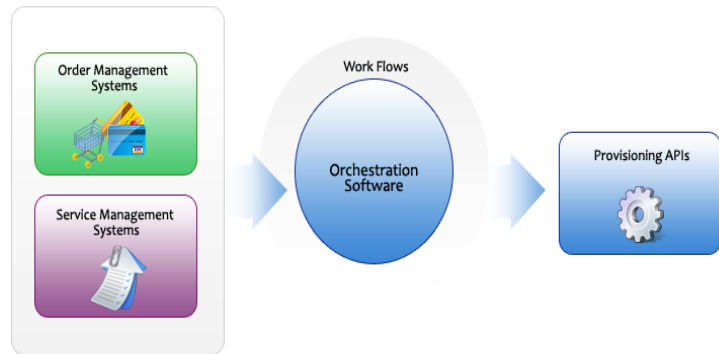 Order Management
Systems
Service Management
Systems
Work Flows
Orchestration
Software
Provisioning APIs